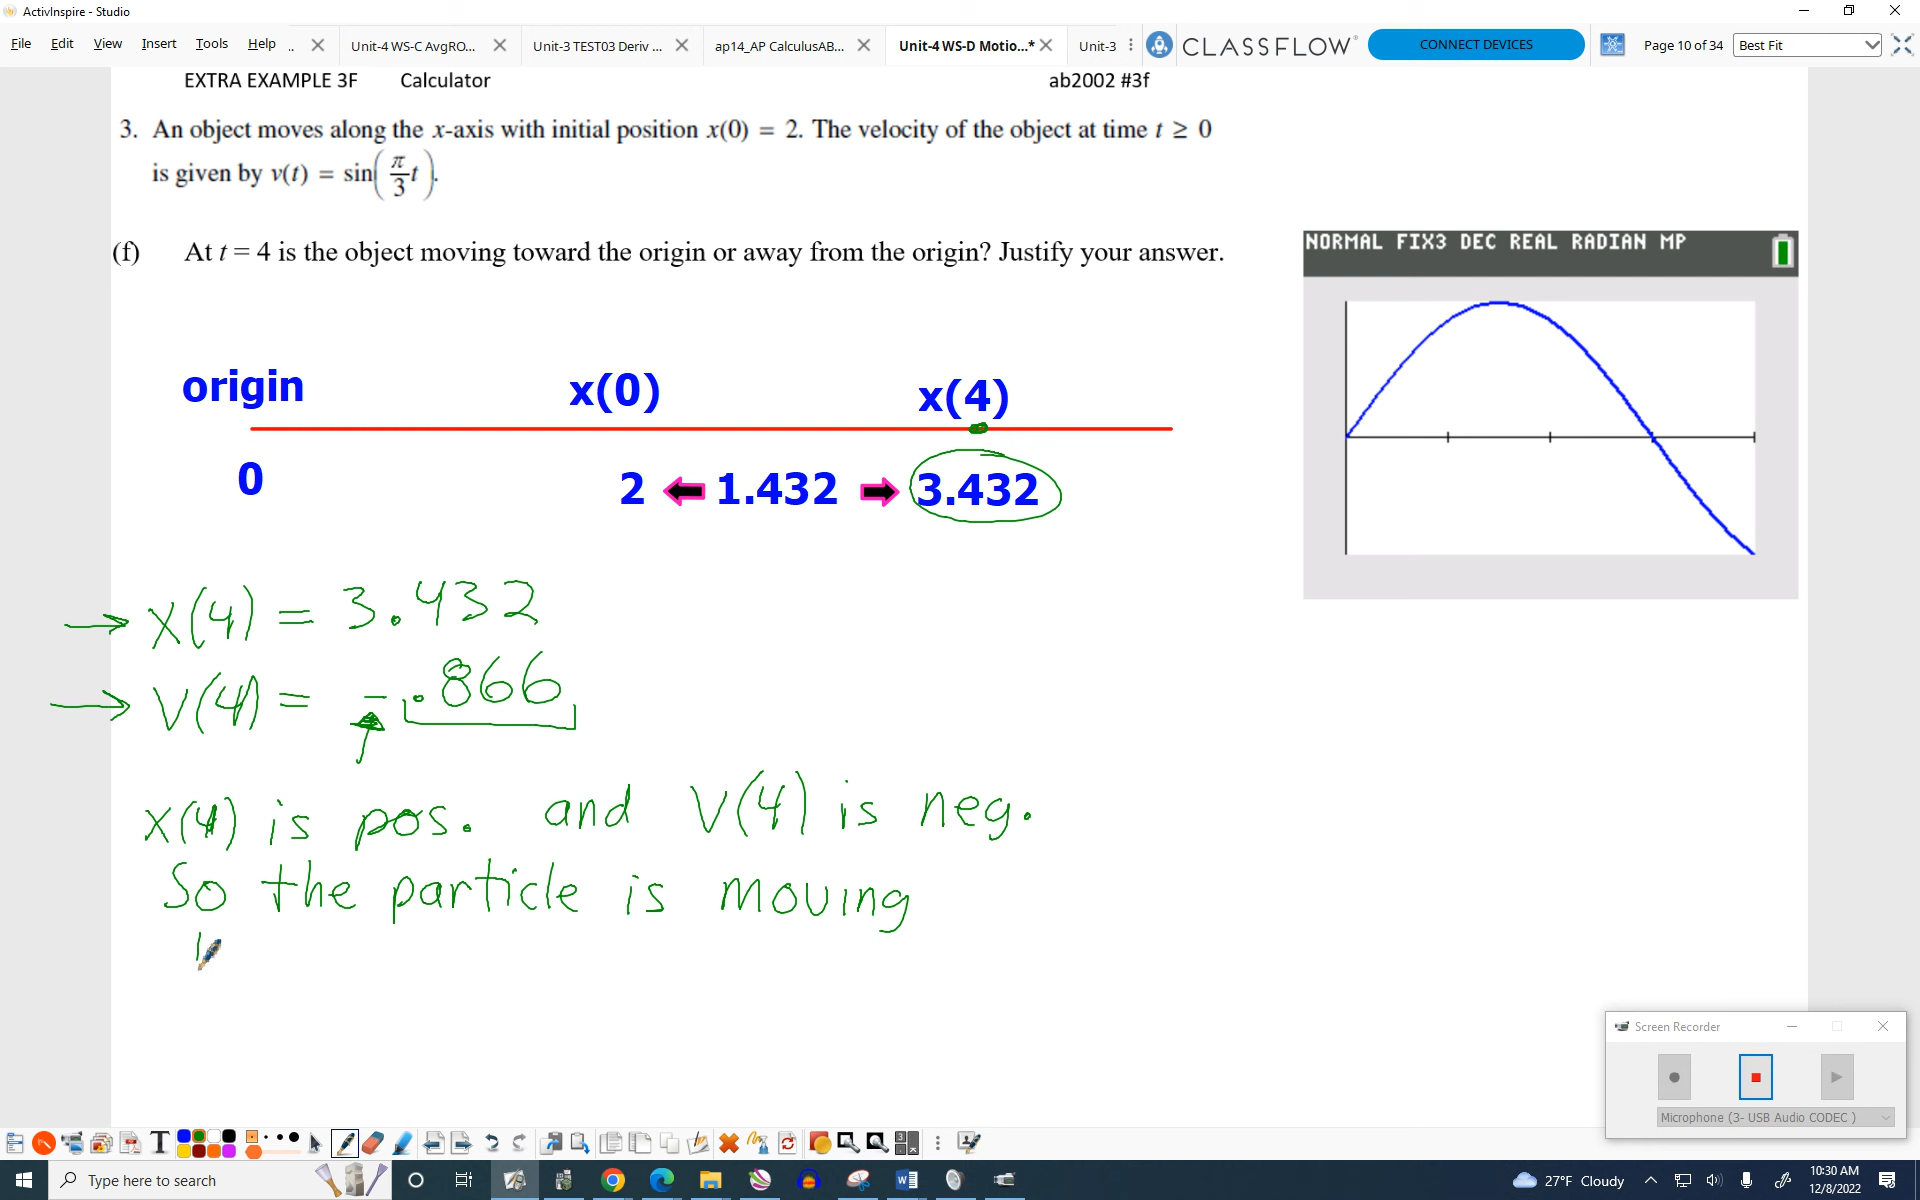 ActivInspire - Studio
File Edit View Insert Tools Help .. Unit-4 WS-C AvgRO... Unit-3 TEST03 Deriv ... ap14_AP CalculusAB... Unit-4 WS-D Motio...* Unit-3 CLASSFLOW CONNECT DEVICES Page 10 of 34 Best Fit
EXTRA EXAMPLE 3F Calculator ab2002 #3f
3. An object moves along the x-axis with initial position x(0) = 2. The velocity of the object at time t ≥ 0
is given by v(t) = sin(π/3 t).
(f) At t = 4 is the object moving toward the origin or away from the origin? Justify your answer.
NORMAL FIX3 DEC REAL RADIAN MP
origin x(0) x(4)
0 2 1.432 3.432
x(4) = 3.432
v(4) = -.866
x(4) is pos. and v(4) is neg.
So the particle is moving
Screen Recorder
Microphone (3- USB Audio CODEC )
Type here to search
27°F Cloudy
10:30 AM
12/8/2022